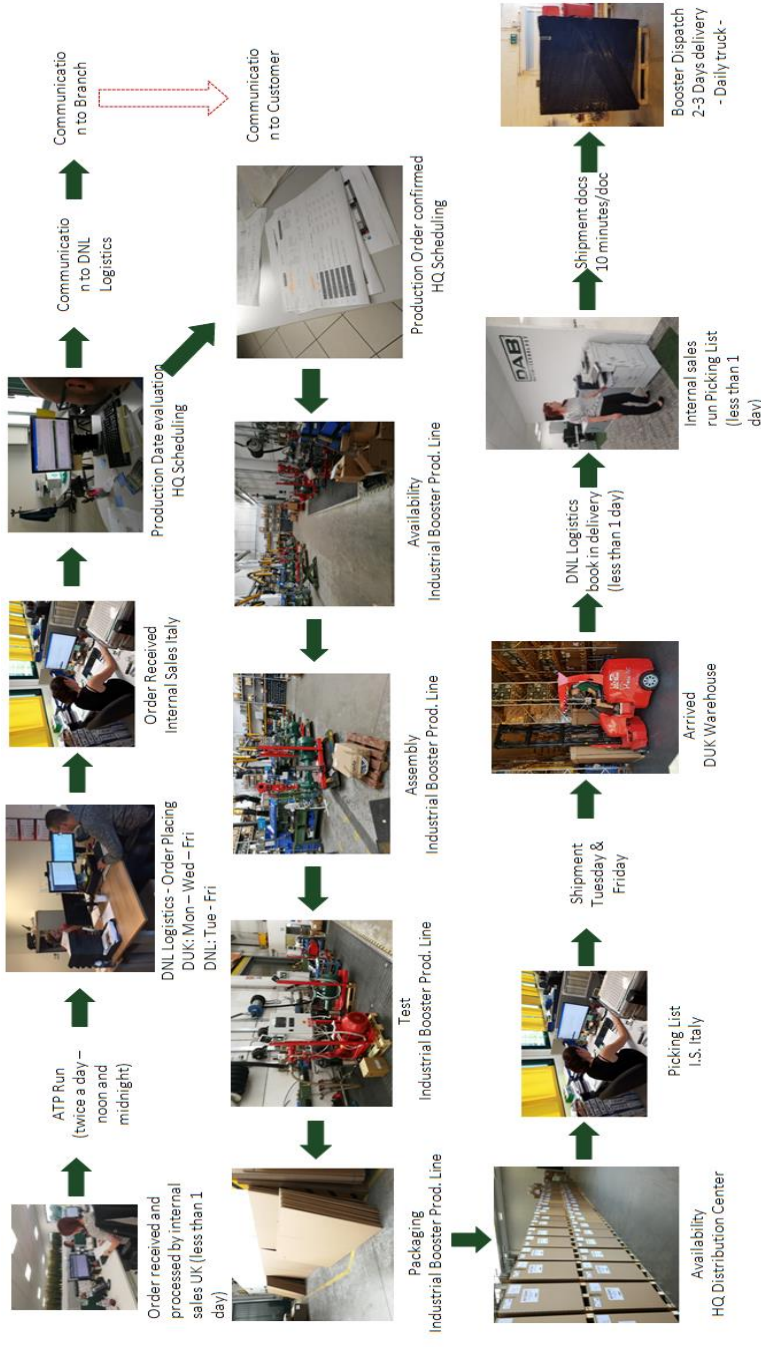 Order received and
processed by internal
sales UK (less than 1
day)
ATP Run
(twice a day –
noon and
midnight)
DNL Logistics - Order Placing
DUK: Mon – Wed – Fri
DNL: Tue - Fri
Order Received
Internal Sales Italy
Production Date evaluation
HQ Scheduling
Communicatio
n to DNL
Logistics
Communicatio
n to Branch
Communicatio
n to Customer
Production Order confirmed
HQ Scheduling
Availability
Industrial Booster Prod. Line
Assembly
Industrial Booster Prod. Line
Test
Industrial Booster Prod. Line
Packaging
Industrial Booster Prod. Line
Availability
HQ Distribution Center
Picking List
I.S. Italy
Shipment
Tuesday &
Friday
Arrived
DUK Warehouse
DNL Logistics
book in delivery
(less than 1 day)
DAB
Internal sales
run Picking List
(less than 1
day)
Shipment docs
10 minutes/doc
Booster Dispatch
2-3 Days delivery
- Daily truck -